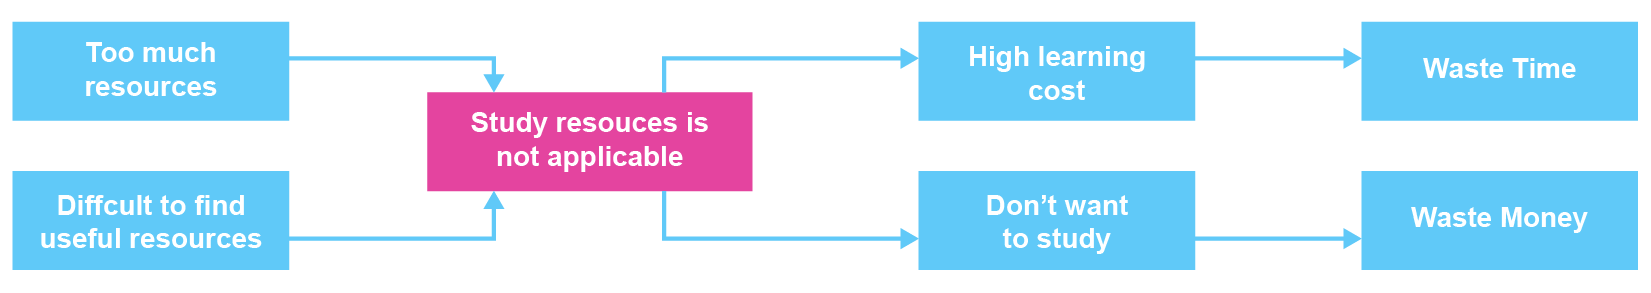 Too much
resources
Diffcult to find
useful resources
Study resouces is
not applicable
High learning
cost
Don’t want
to study
Waste Time
Waste Money